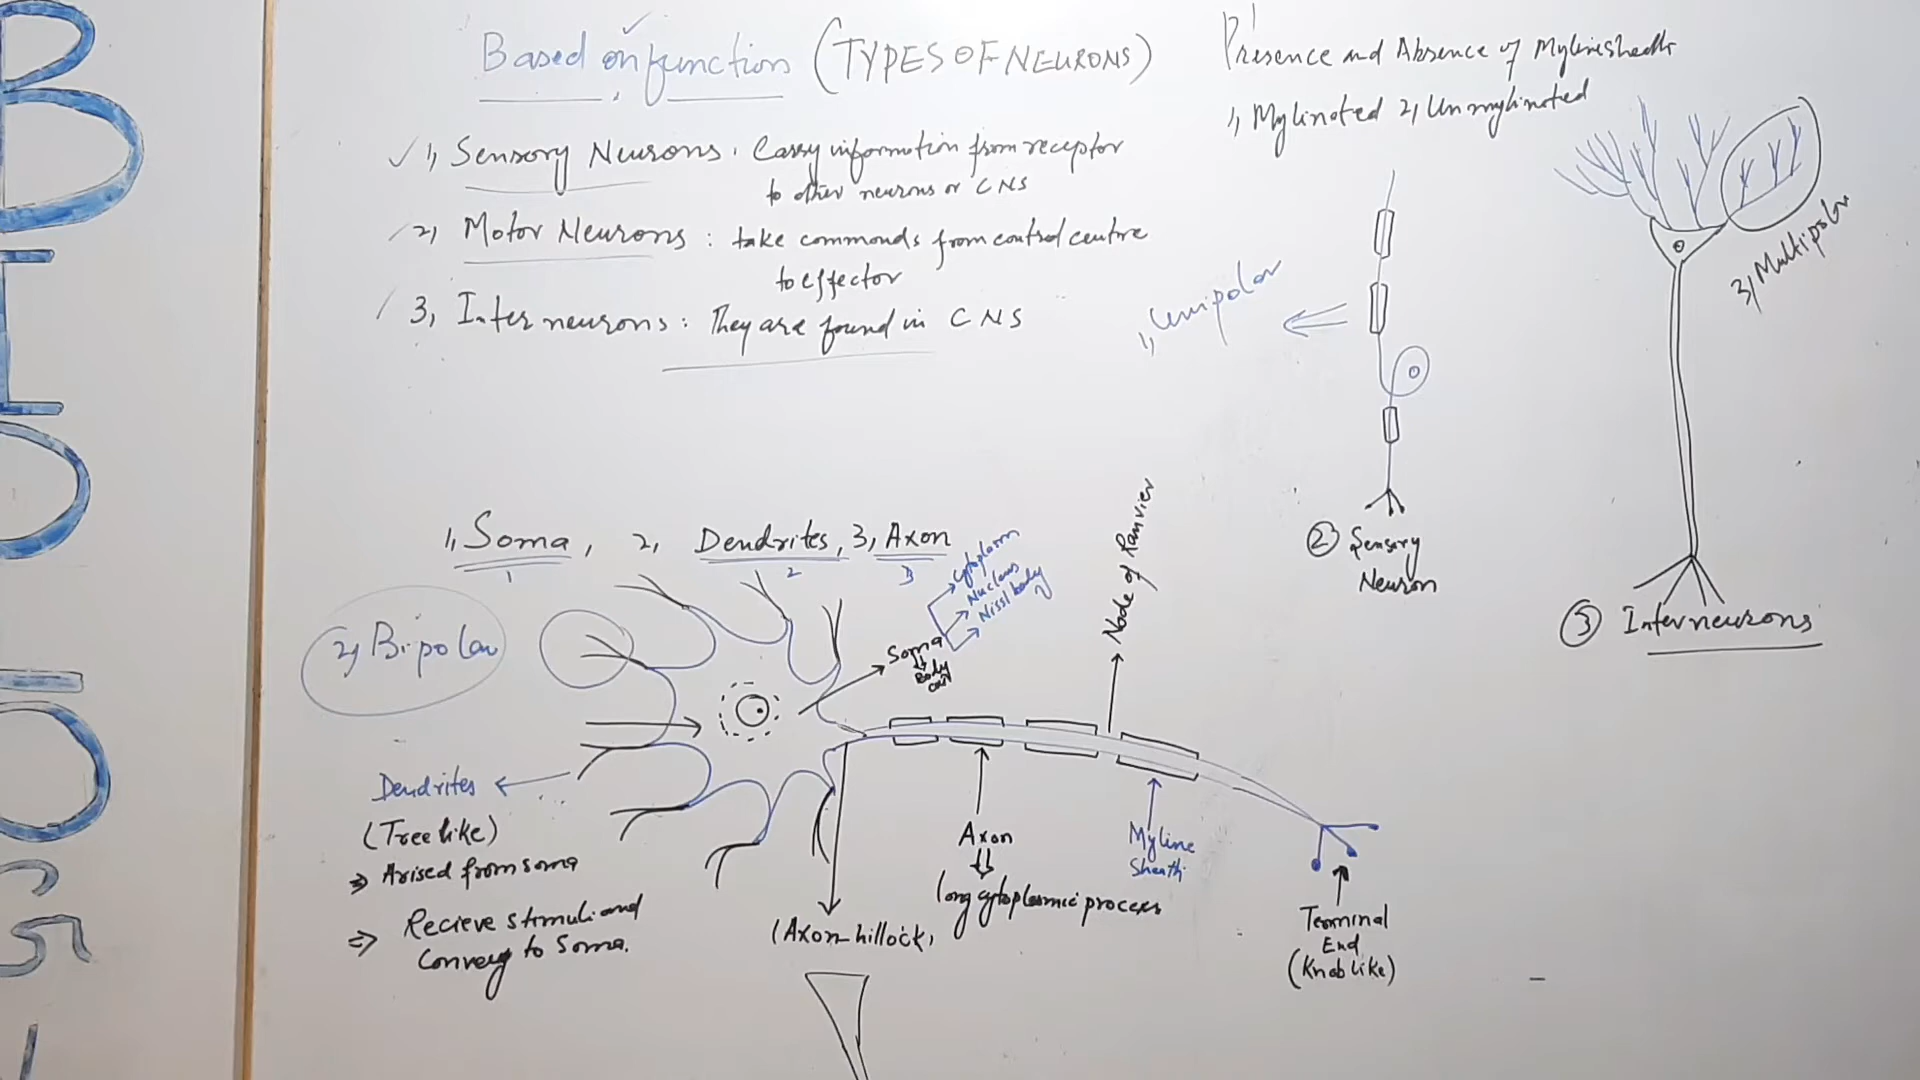 Based on function (TYPES OF NEURONS)
1, Sensory Neurons. Carry information from receptor
to other neurons or CNS
2, Motor Neurons: take commands from control centre
to effector
3, Inter neurons: They are found in CNS
Presence and Absence of Mylinesheath
1, Mylinated 2, Unmylinated
1, Unipolar
3, Multipolar
② Sensory
Neuron
③ Interneurons
1, Soma, 2, Dendrites, 3, Axon
1 2 3
Cytoplasm
Nucleus
Nissl body
Soma
Body
Node of Ranvier
2, Bipolar
Dendrites
(Tree like)
⇒ Arised from soma
⇒ Recieve stimuli and
Convey to Soma.
(Axon-hillock,
Axon
long cytoplasmic process
Myline
Sheath
Terminal
End
(Knob like)
BIO